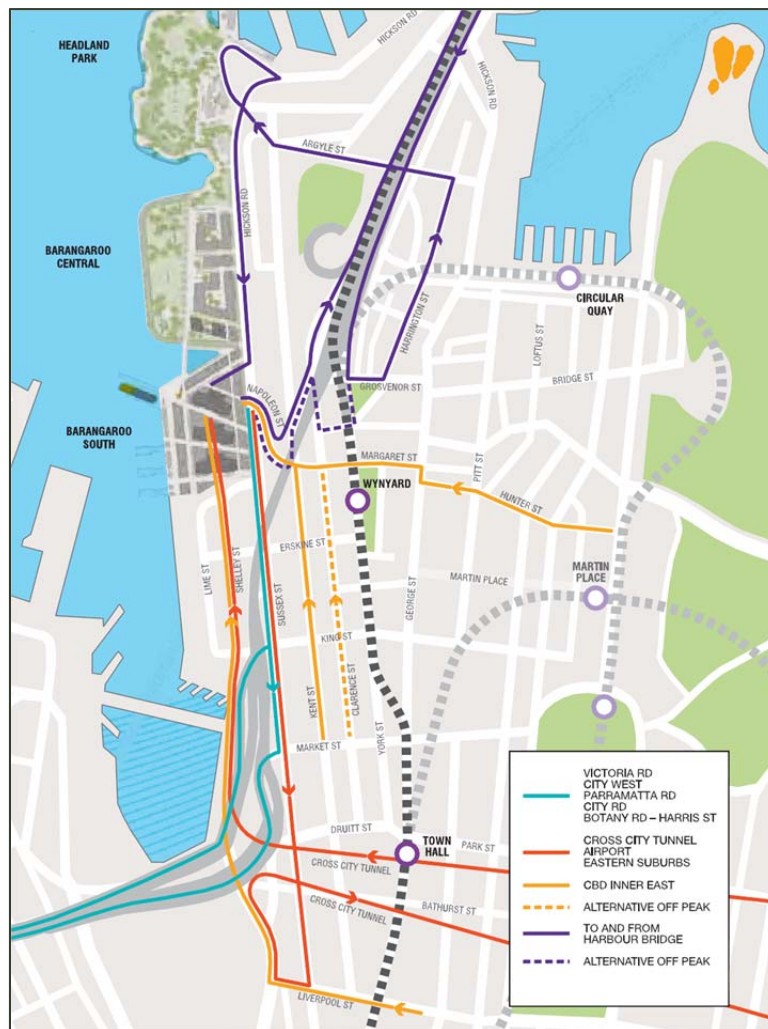 HEADLAND
PARK
HICKSON RD
HICKSON RD
ARGYLE ST
HICKSON RD
BARANGAROO
CENTRAL
CIRCULAR
QUAY
HARRINGTON ST
LOFTUS ST
BRIDGE ST
GROSVENOR ST
NAPOLEON ST
BARANGAROO
SOUTH
MARGARET ST
PITT ST
WYNYARD
HUNTER ST
ERSKINE ST
LIME ST
SHELLEY ST
SUSSEX ST
MARTIN PLACE
MARTIN
PLACE
GEORGE ST
KING ST
KENT ST
CLARENCE ST
YORK ST
MARKET ST
DRUITT ST
TOWN
HALL
PARK ST
CROSS CITY TUNNEL
CROSS CITY TUNNEL
BATHURST ST
LIVERPOOL ST
VICTORIA RD
CITY WEST
PARRAMATTA RD
CITY RD
BOTANY RD – HARRIS ST
CROSS CITY TUNNEL
AIRPORT
EASTERN SUBURBS
CBD INNER EAST
ALTERNATIVE OFF PEAK
TO AND FROM
HARBOUR BRIDGE
ALTERNATIVE OFF PEAK